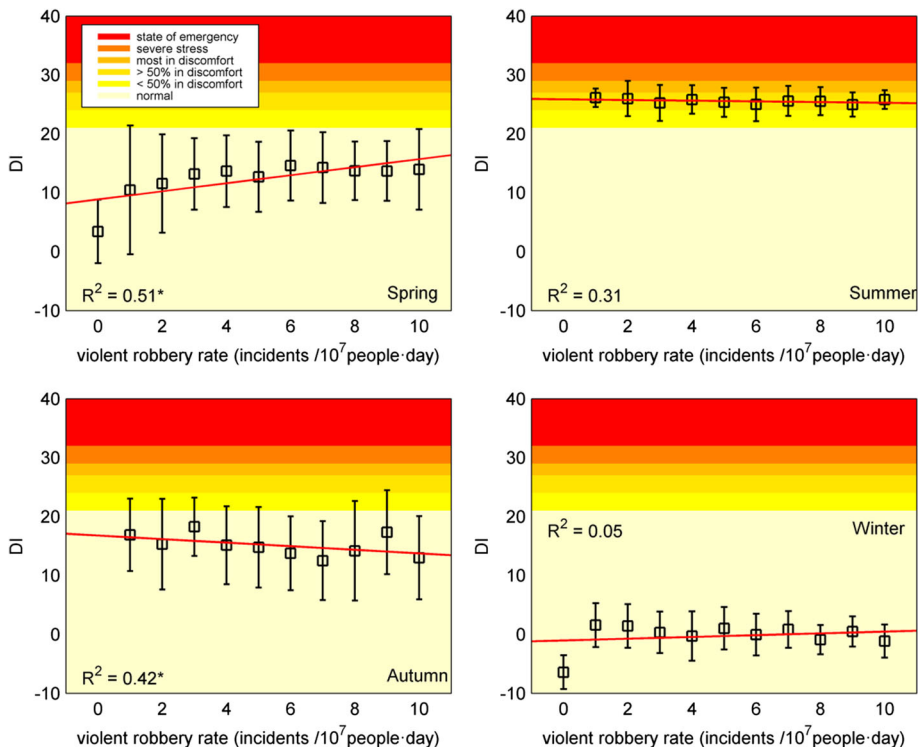 40
30
20
10
0
-10
DI
state of emergency
severe stress
most in discomfort
> 50% in discomfort
< 50% in discomfort
normal
R² = 0.51*
Spring
0 2 4 6 8 10
violent robbery rate (incidents /10⁷people·day)
40
30
20
10
0
-10
DI
R² = 0.31
Summer
0 2 4 6 8 10
violent robbery rate (incidents /10⁷people·day)
40
30
20
10
0
-10
DI
R² = 0.42*
Autumn
0 2 4 6 8 10
violent robbery rate (incidents /10⁷people·day)
40
30
20
10
0
-10
DI
R² = 0.05
Winter
0 2 4 6 8 10
violent robbery rate (incidents /10⁷people·day)